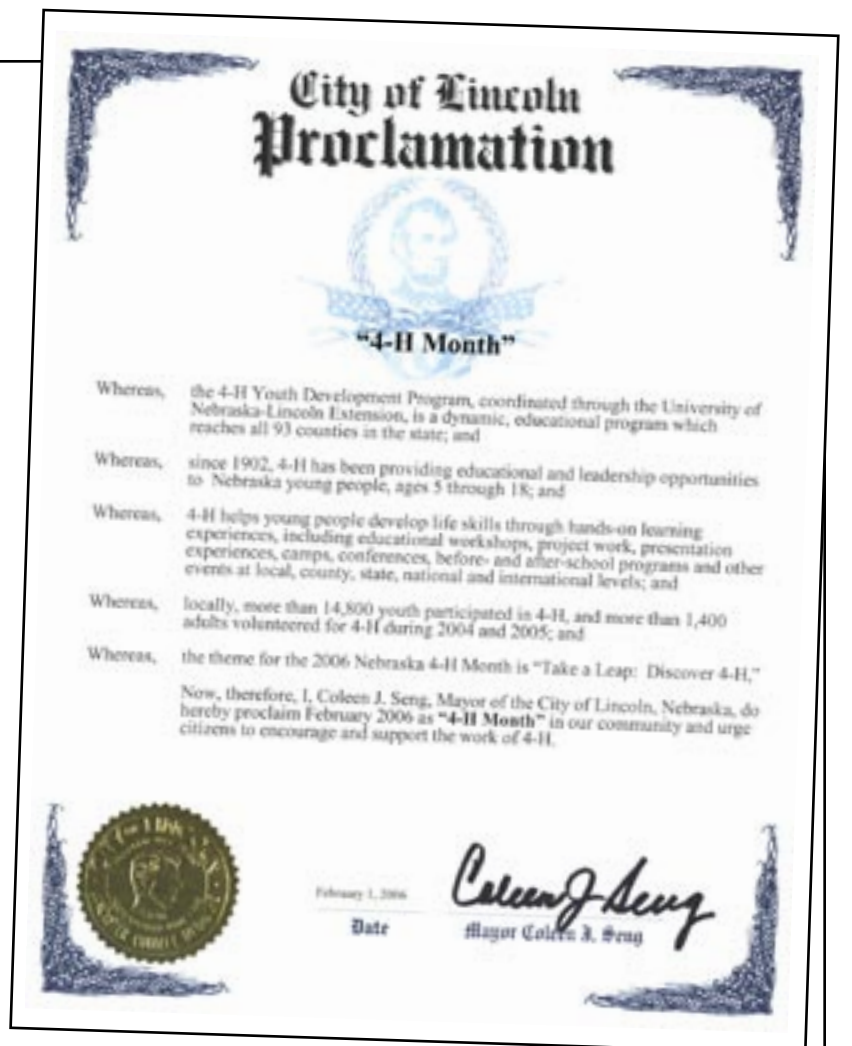 City of Lincoln
Proclamation
“4-H Month”
Whereas, the 4-H Youth Development Program, coordinated through the University of
Nebraska-Lincoln Extension, is a dynamic, educational program which
reaches all 93 counties in the state; and
Whereas, since 1902, 4-H has been providing educational and leadership opportunities
to Nebraska young people, ages 5 through 18; and
Whereas, 4-H helps young people develop life skills through hands-on learning
experiences, including educational workshops, project work, presentation
experiences, camps, conferences, before- and after-school programs and other
events at local, county, state, national and international levels; and
Whereas, locally, more than 14,800 youth participated in 4-H, and more than 1,400
adults volunteered for 4-H during 2004 and 2005; and
Whereas, the theme for the 2006 Nebraska 4-H Month is “Take a Leap: Discover 4-H.”
Now, therefore, I, Coleen J. Seng, Mayor of the City of Lincoln, Nebraska, do
hereby proclaim February 2006 as “4-H Month” in our community and urge
citizens to encourage and support the work of 4-H.
Coleen J Seng
February 1, 2006
Date Mayor Coleen J. Seng